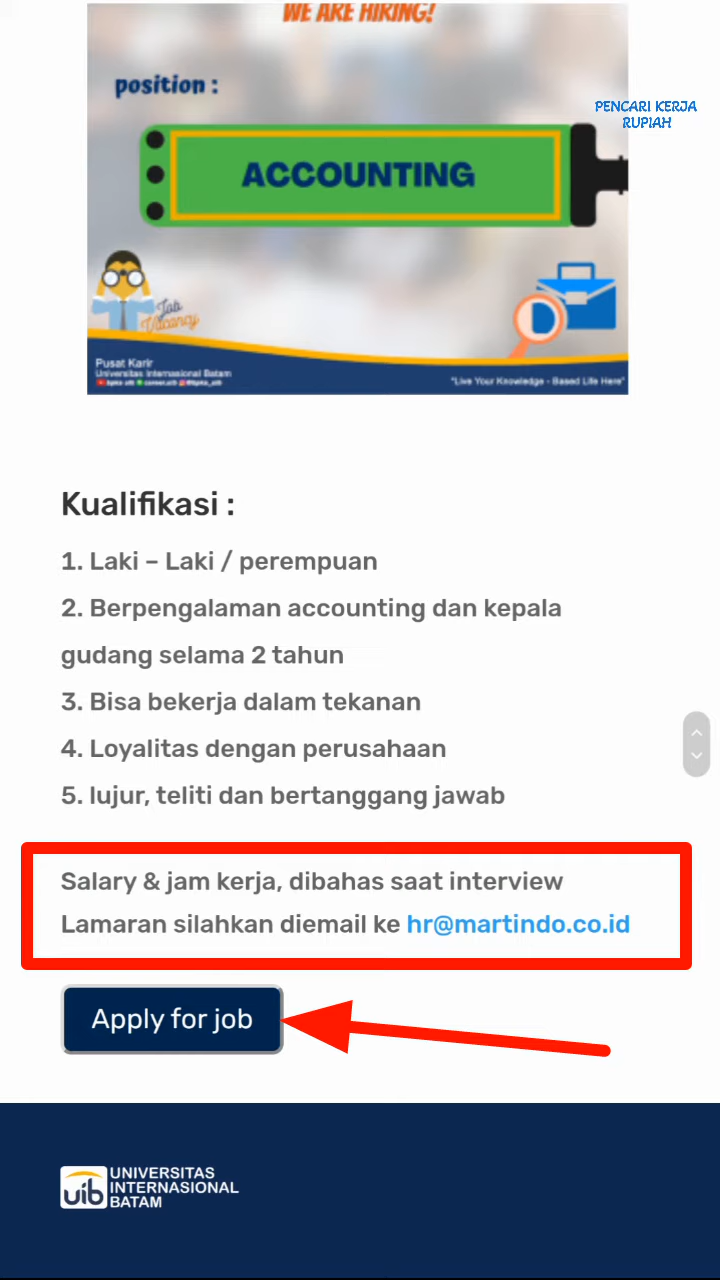 WE ARE HIRING!
position :
PENCARI KERJA
RUPIAH
ACCOUNTING
Job
Vacancy
Pusat Karir
Universitas Internasional Batam
"Live Your Knowledge - Based Life Here"
Kualifikasi :
1. Laki – Laki / perempuan
2. Berpengalaman accounting dan kepala
gudang selama 2 tahun
3. Bisa bekerja dalam tekanan
4. Loyalitas dengan perusahaan
5. lujur, teliti dan bertanggang jawab
Salary & jam kerja, dibahas saat interview
Lamaran silahkan diemail ke hr@martindo.co.id
Apply for job
uib
UNIVERSITAS
INTERNASIONAL
BATAM